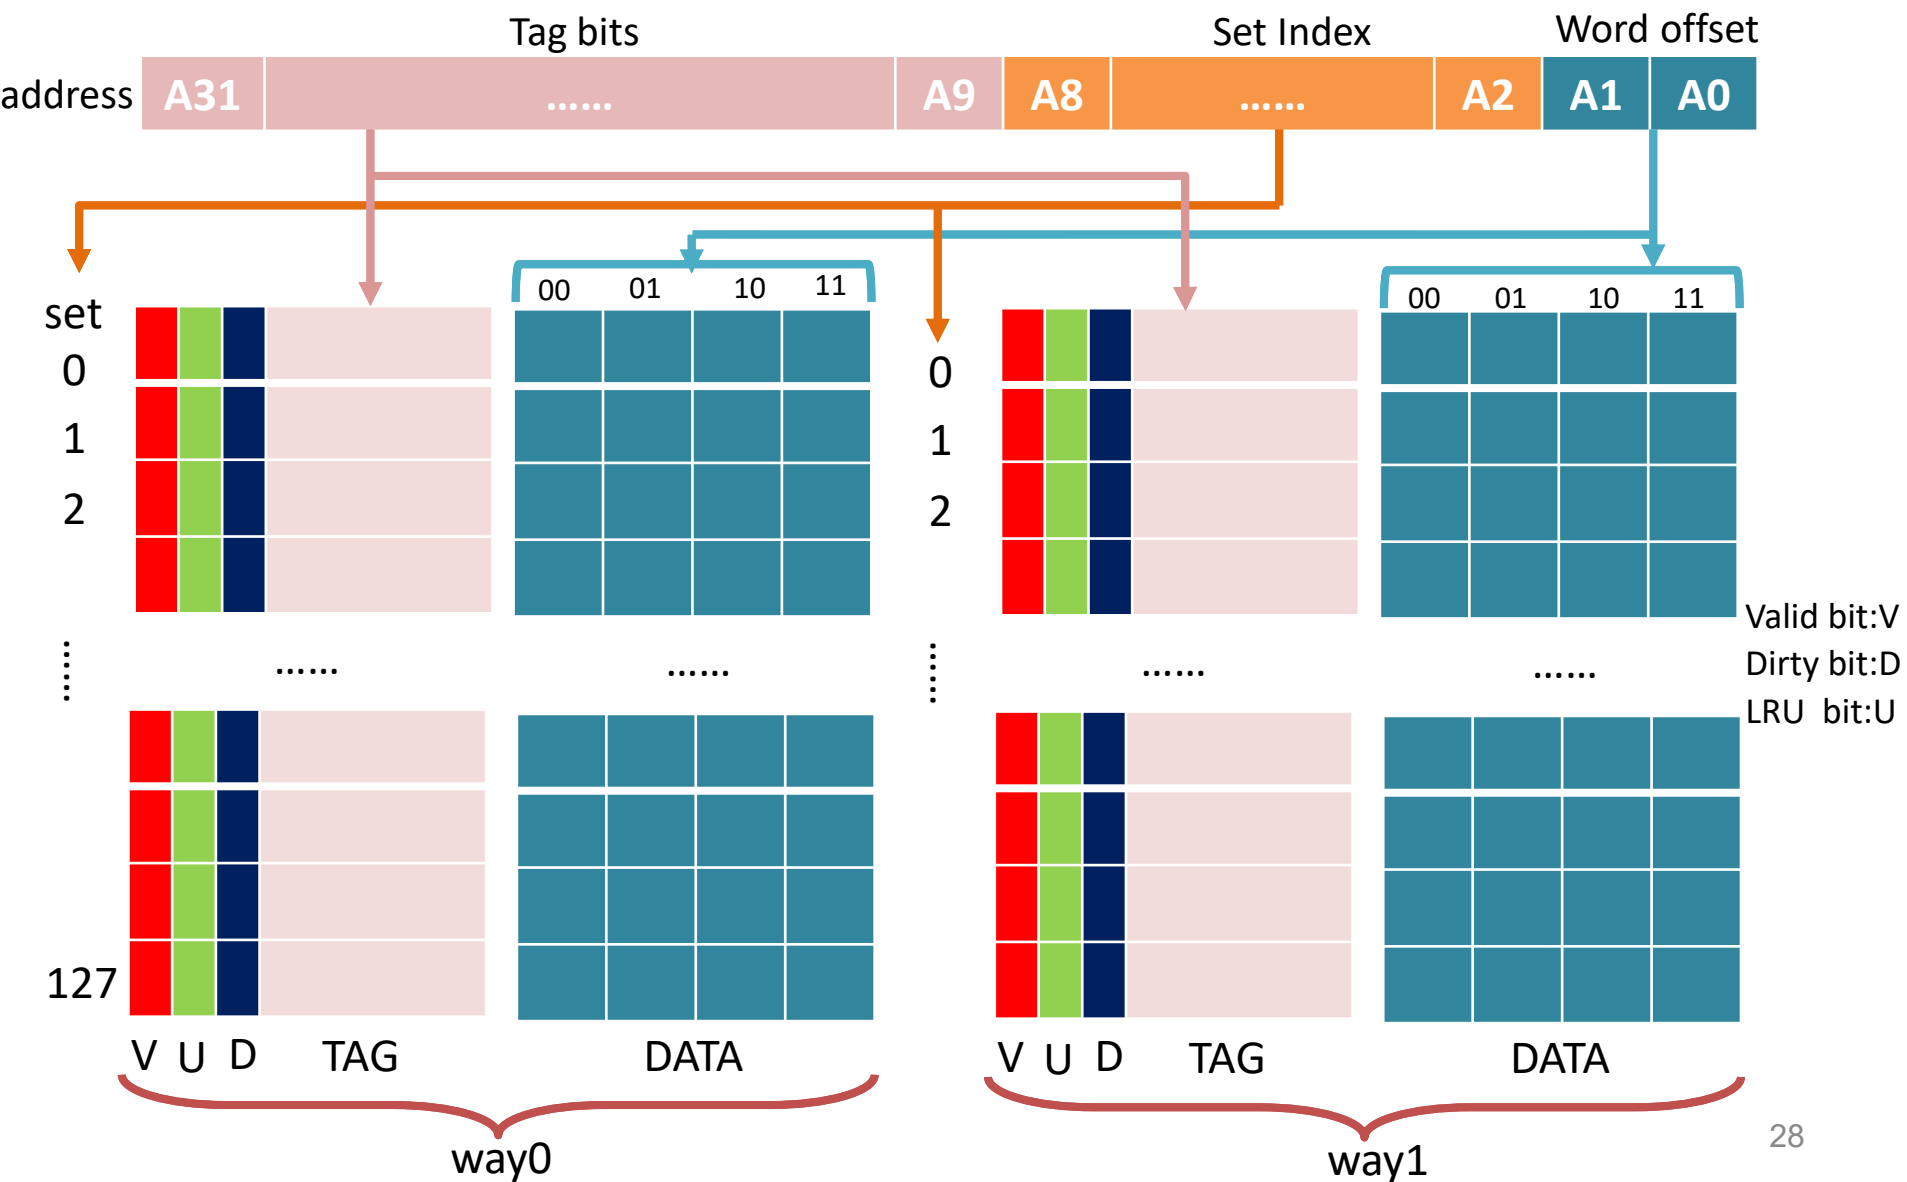 Tag bits Set Index Word offset
address A31 ...... A9 A8 ...... A2 A1 A0
00 01 10 11 00 01 10 11
set
0 0
1 1
2 2
Valid bit:V
...... ...... ...... ...... ...... ...... Dirty bit:D
LRU bit:U
127
V U D TAG DATA V U D TAG DATA
way0 way1
28